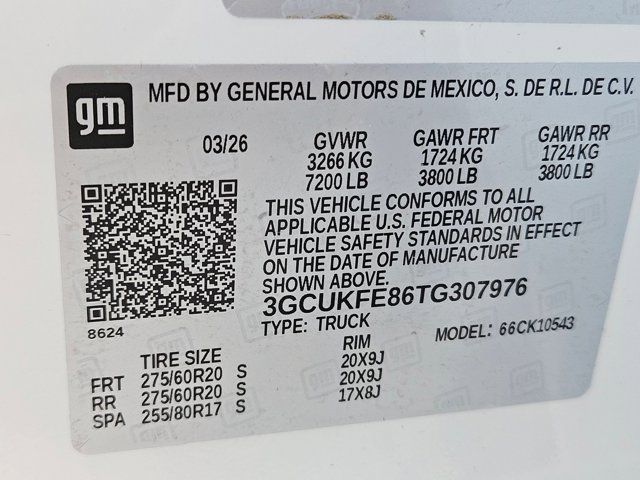 gm
MFD BY GENERAL MOTORS DE MEXICO, S. DE R.L. DE C.V.
03/26 GVWR GAWR FRT GAWR RR
3266 KG 1724 KG 1724 KG
7200 LB 3800 LB 3800 LB
THIS VEHICLE CONFORMS TO ALL
APPLICABLE U.S. FEDERAL MOTOR
VEHICLE SAFETY STANDARDS IN EFFECT
ON THE DATE OF MANUFACTURE
SHOWN ABOVE.
8624
3GCUKFE86TG307976
TYPE: TRUCK MODEL: 66CK10543
TIRE SIZE RIM
FRT 275/60R20 S 20X9J
RR 275/60R20 S 20X9J
SPA 255/80R17 S 17X8J